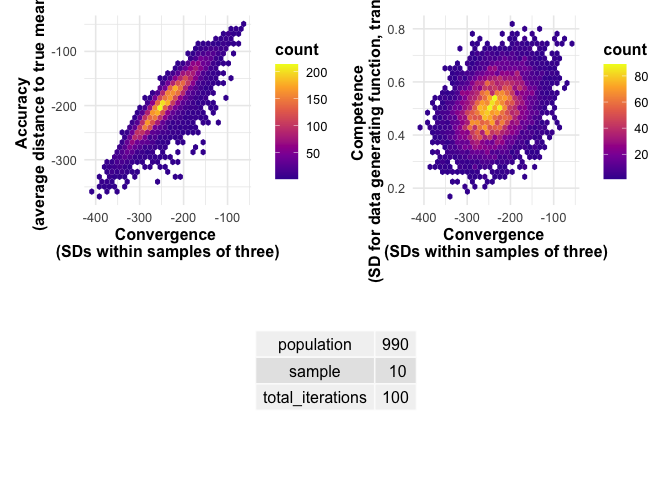 Accuracy
(average distance to true mean
-100
-200
-300
-400 -300 -200 -100
Convergence
(SDs within samples of three)
count
200
150
100
50
Competence
(SD for data generating function, tran
0.8
0.6
0.4
0.2
-400 -300 -200 -100
Convergence
(SDs within samples of three)
count
80
60
40
20
population 990
sample 10
total_iterations 100